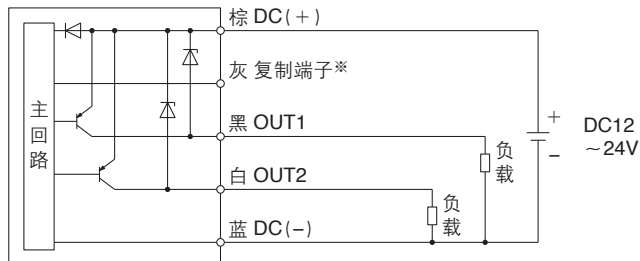 棕 DC(+)
灰 复制端子※
主回路
黑 OUT1
+
DC12
～24V
−
负载
白 OUT2
负载
蓝 DC(−)